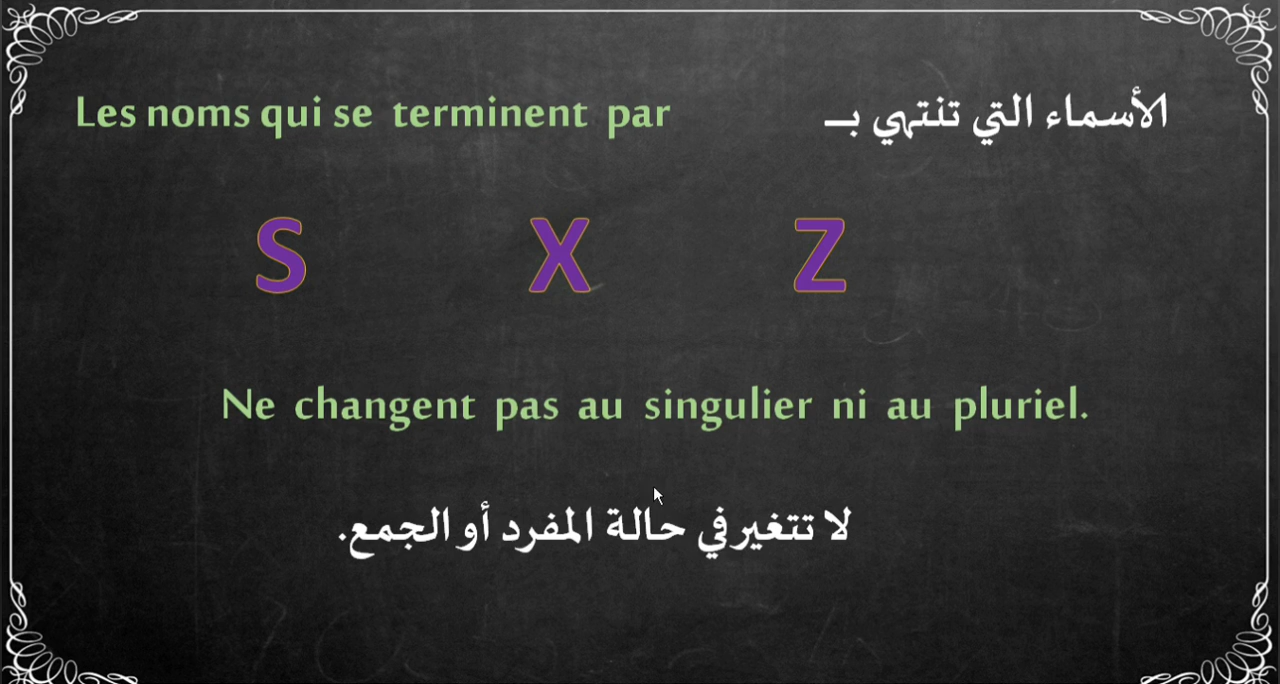 Les noms qui se terminent par الأسماء التي تنتهي بــ
S X Z
Ne changent pas au singulier ni au pluriel.
لا تتغير في حالة المفرد أو الجمع.